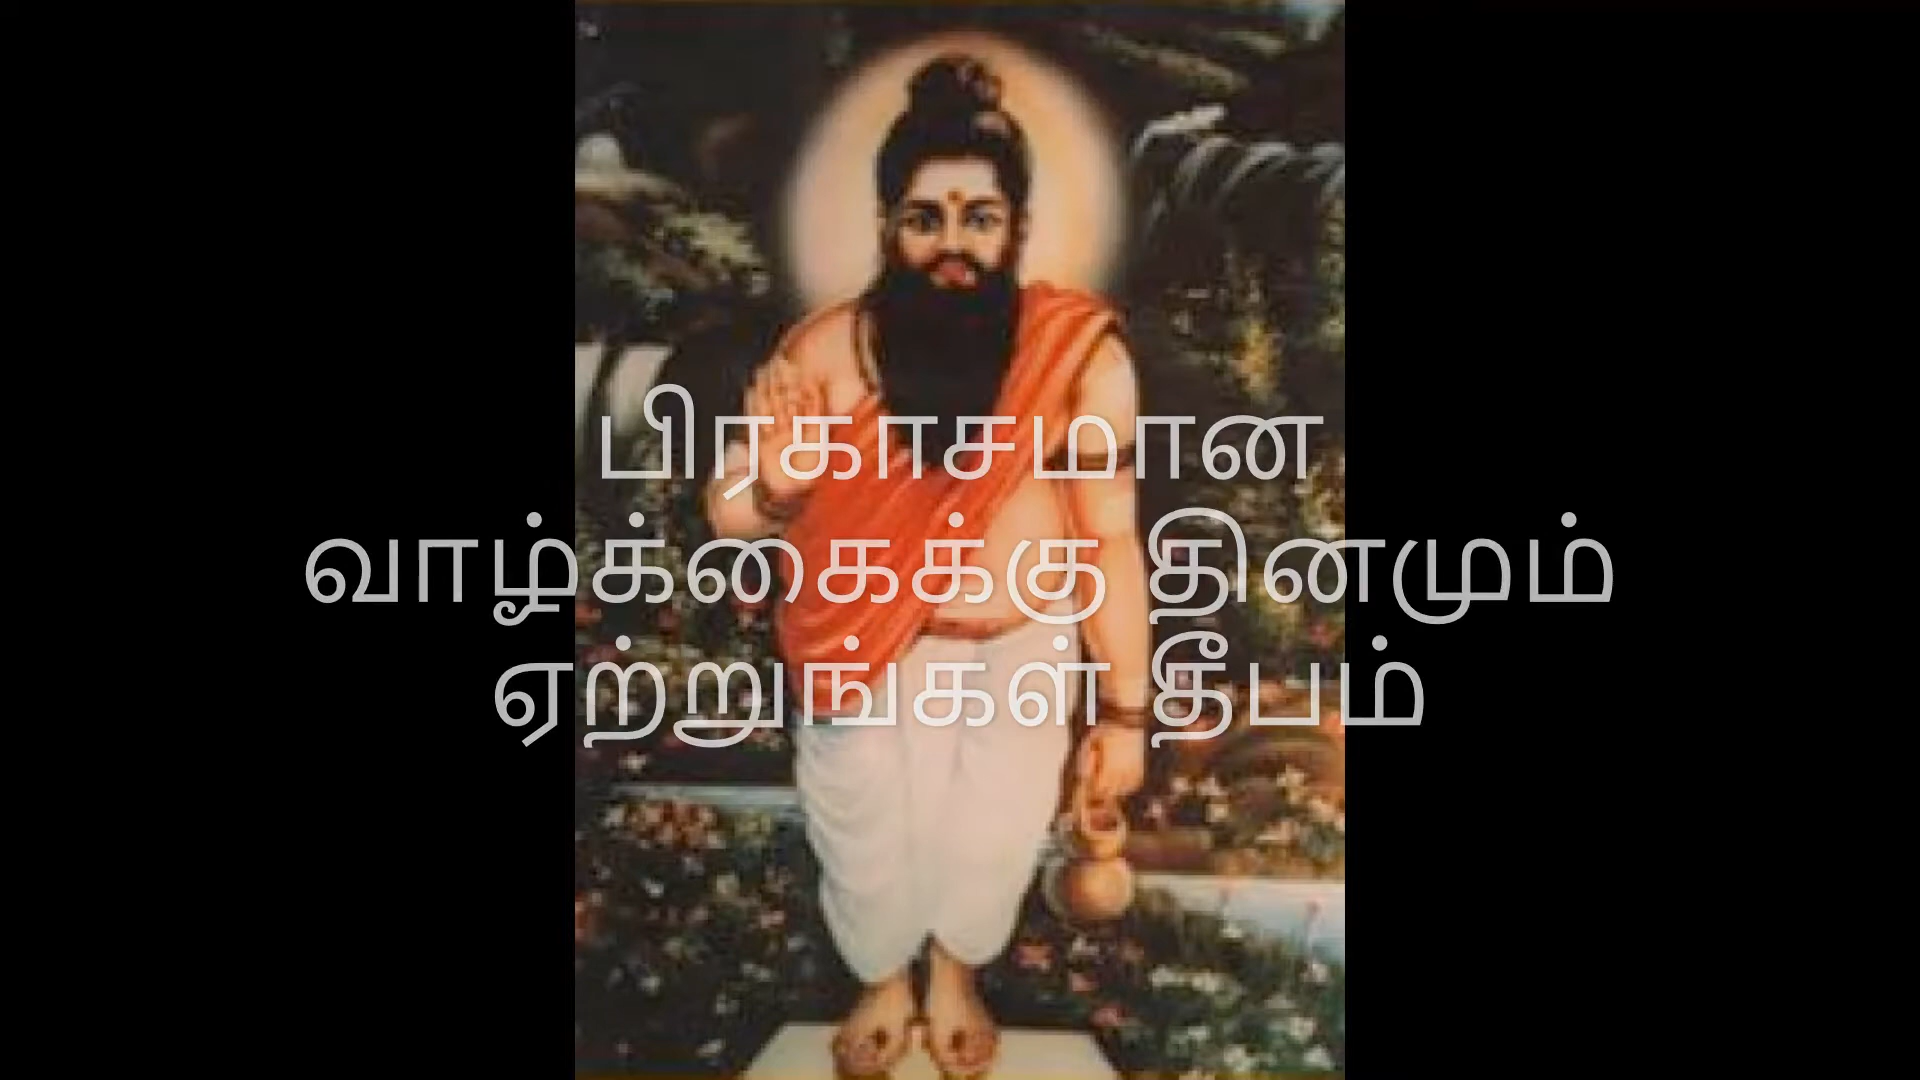 பிரகாசமான
வாழ்க்கைக்கு தினமும்
ஏற்றுங்கள் தீபம்